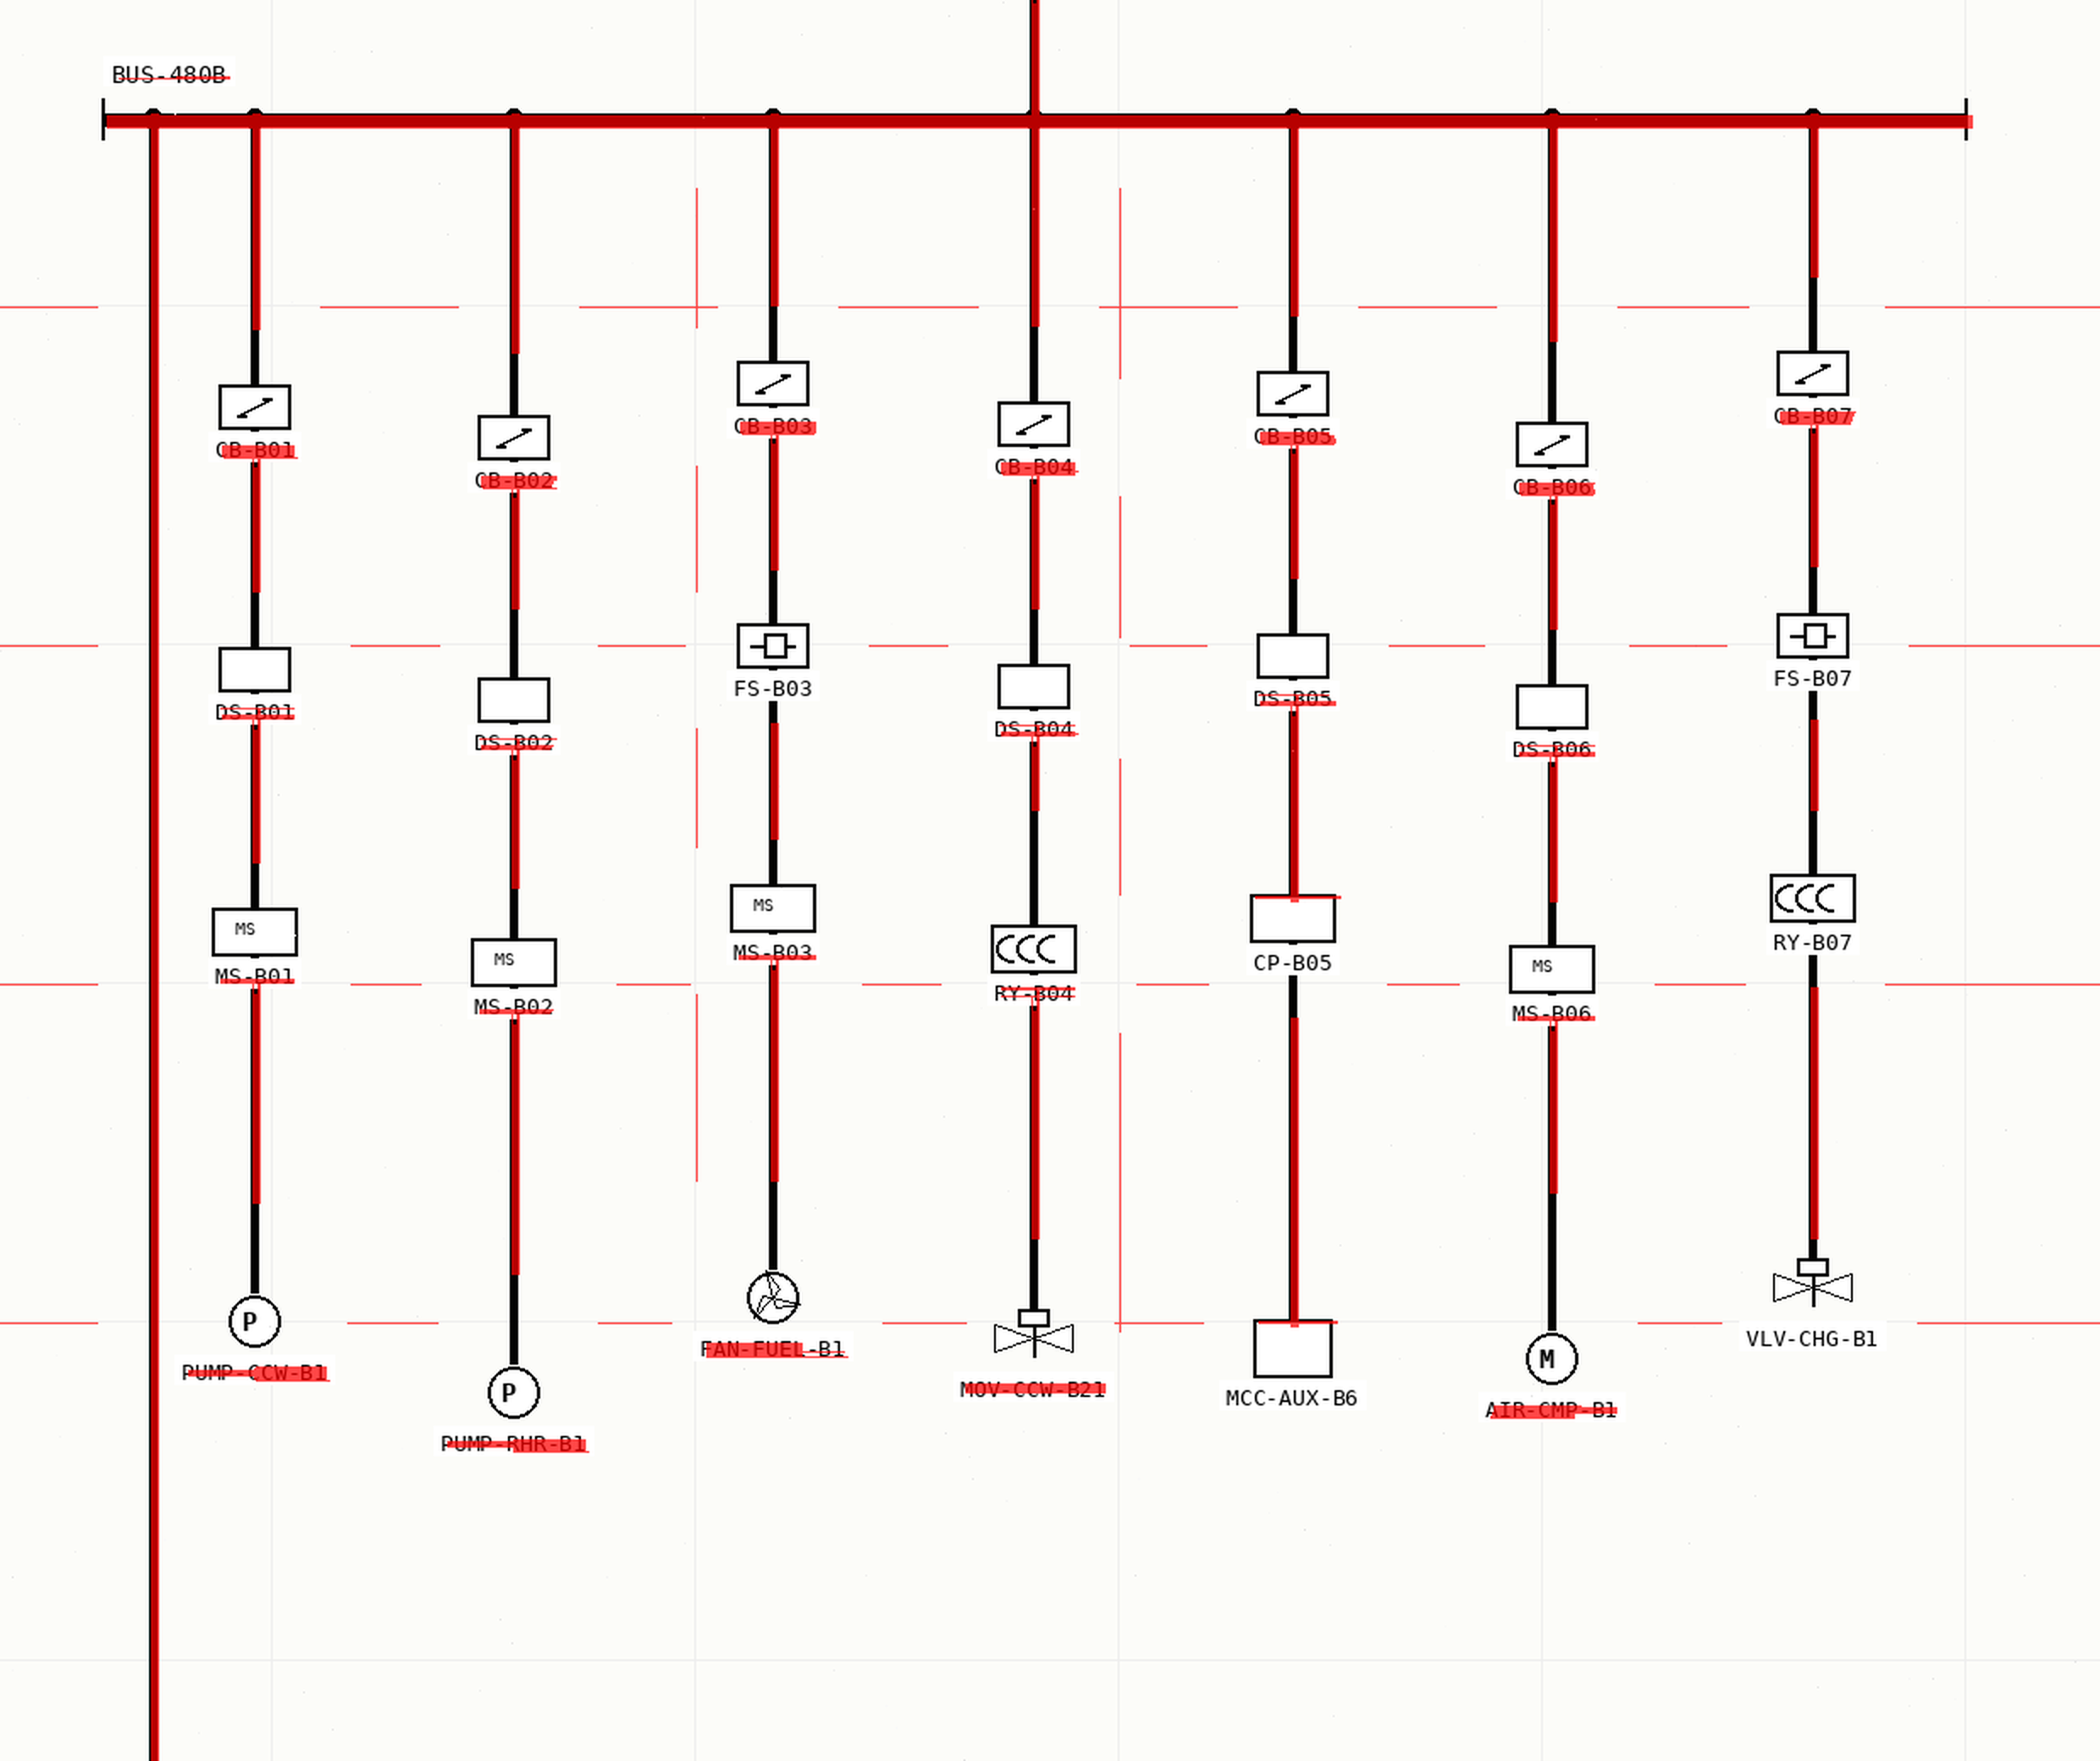 BUS-480B
CB-B01
DS-B01
MS
MS-B01
PUMP-CCW-B1
CB-B02
DS-B02
MS
MS-B02
P
PUMP-RHR-B1
P
CB-B03
FS-B03
MS
MS-B03
FAN-FUEL-B1
CB-B04
DS-B04
RY-B04
MOV-CCW-B21
CB-B05
DS-B05
CP-B05
MCC-AUX-B6
CB-B06
DS-B06
MS
MS-B06
M
AIR-CMP-B1
CB-B07
FS-B07
RY-B07
VLV-CHG-B1